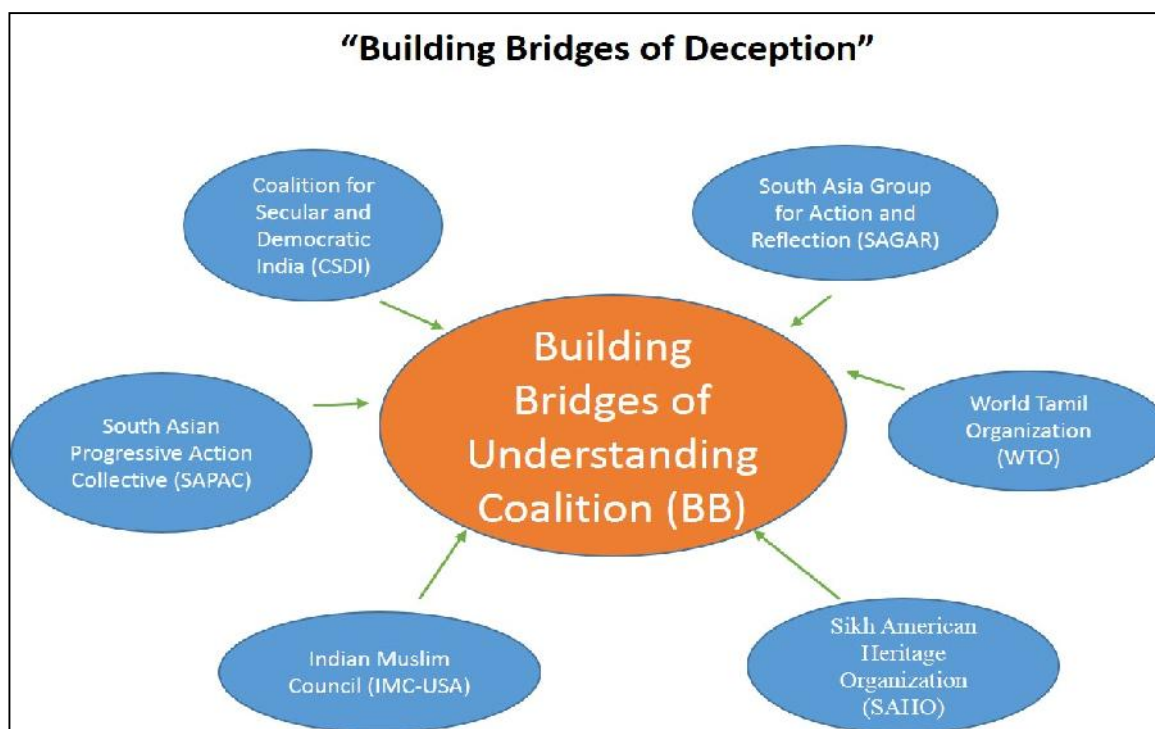 “Building Bridges of Deception”
Coalition for
Secular and
Democratic
India (CSDI)
South Asia Group
for Action and
Reflection (SAGAR)
Building
Bridges of
Understanding
Coalition (BB)
South Asian
Progressive Action
Collective (SAPAC)
World Tamil
Organization
(WTO)
Indian Muslim
Council (IMC-USA)
Sikh American
Heritage
Organization
(SAHO)